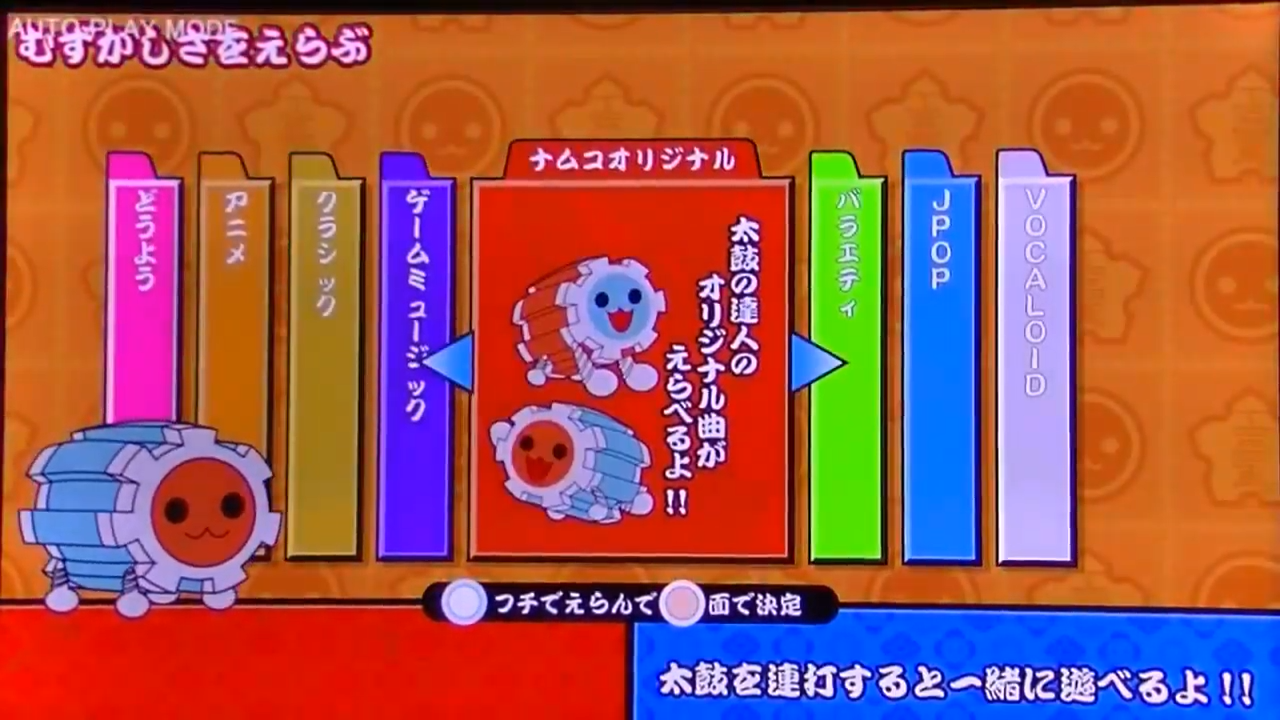 AUTO PLAY MODE
むずかしさをえらぶ
どうよう
アニメ
クラシック
ゲームミュージック
ナムコオリジナル
太鼓の達人の
オリジナル曲が
えらべるよ!!
バラエティ
JPOP
VOCALOID
フチでえらんで 面で決定
太鼓を連打すると一緒に遊べるよ!!